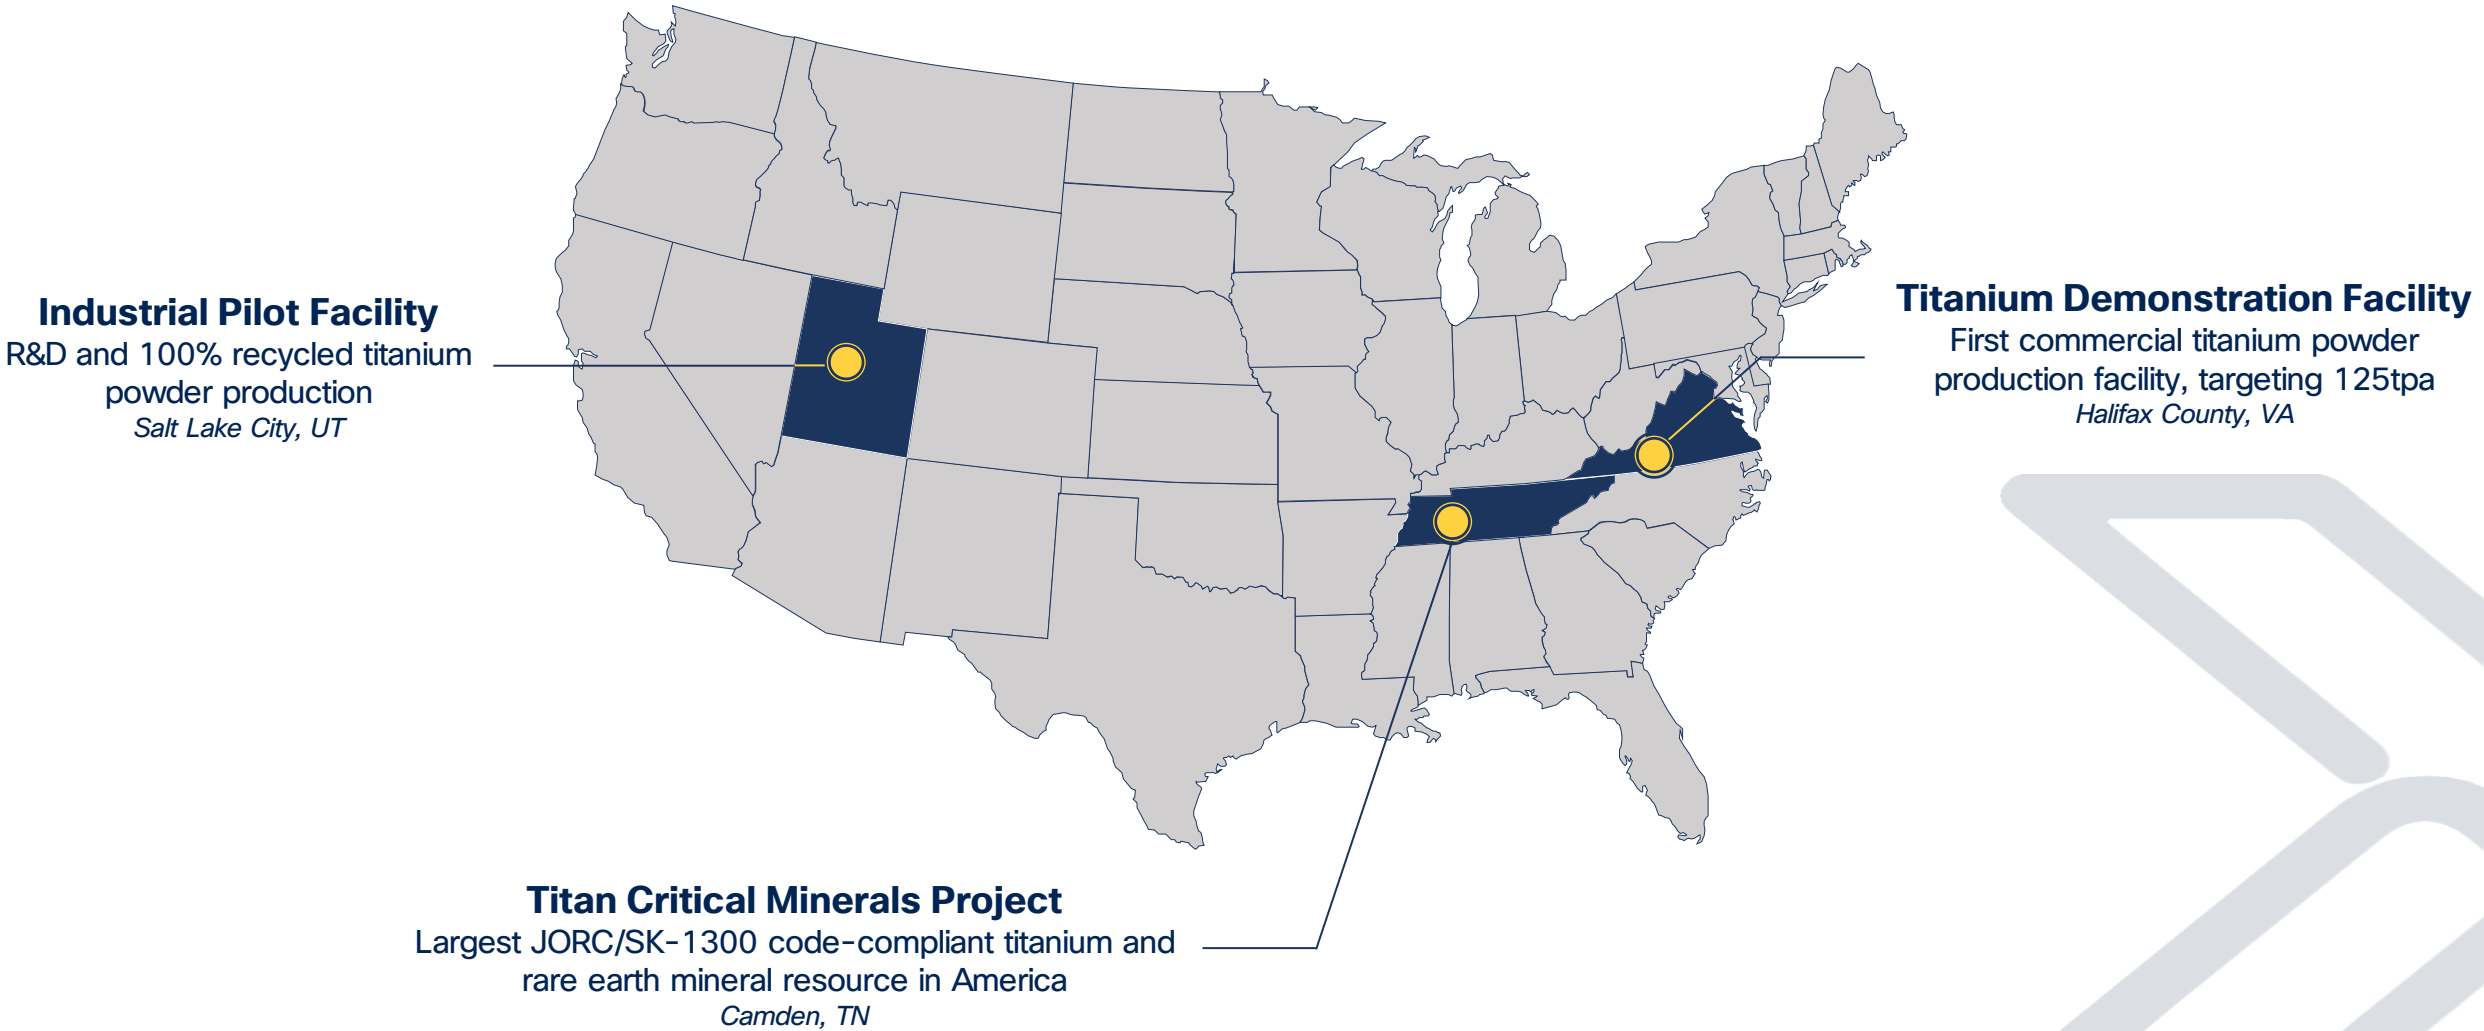 Industrial Pilot Facility
R&D and 100% recycled titanium
powder production
Salt Lake City, UT
Titanium Demonstration Facility
First commercial titanium powder
production facility, targeting 125tpa
Halifax County, VA
Titan Critical Minerals Project
Largest JORC/SK-1300 code-compliant titanium and
rare earth mineral resource in America
Camden, TN